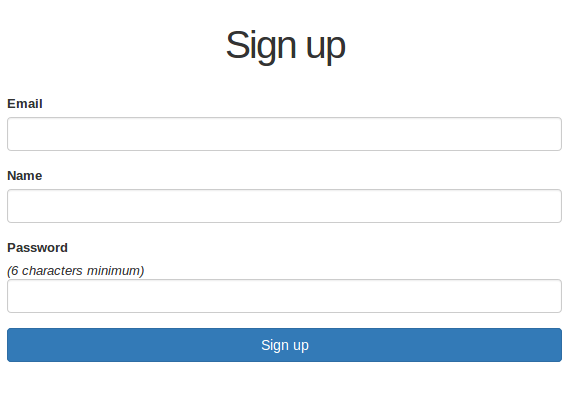 Sign up
Email
Name
Password
(6 characters minimum)
Sign up